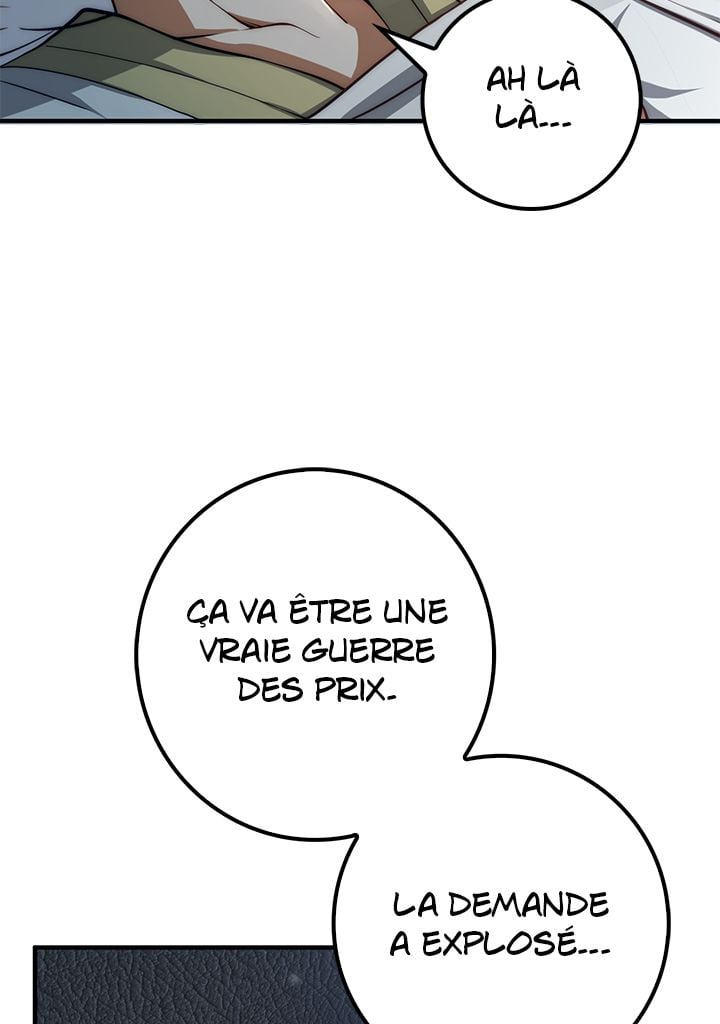 AH LÀ
LÀ...
ÇA VA ÊTRE UNE
VRAIE GUERRE
DES PRIX.
LA DEMANDE
A EXPLOSÉ...